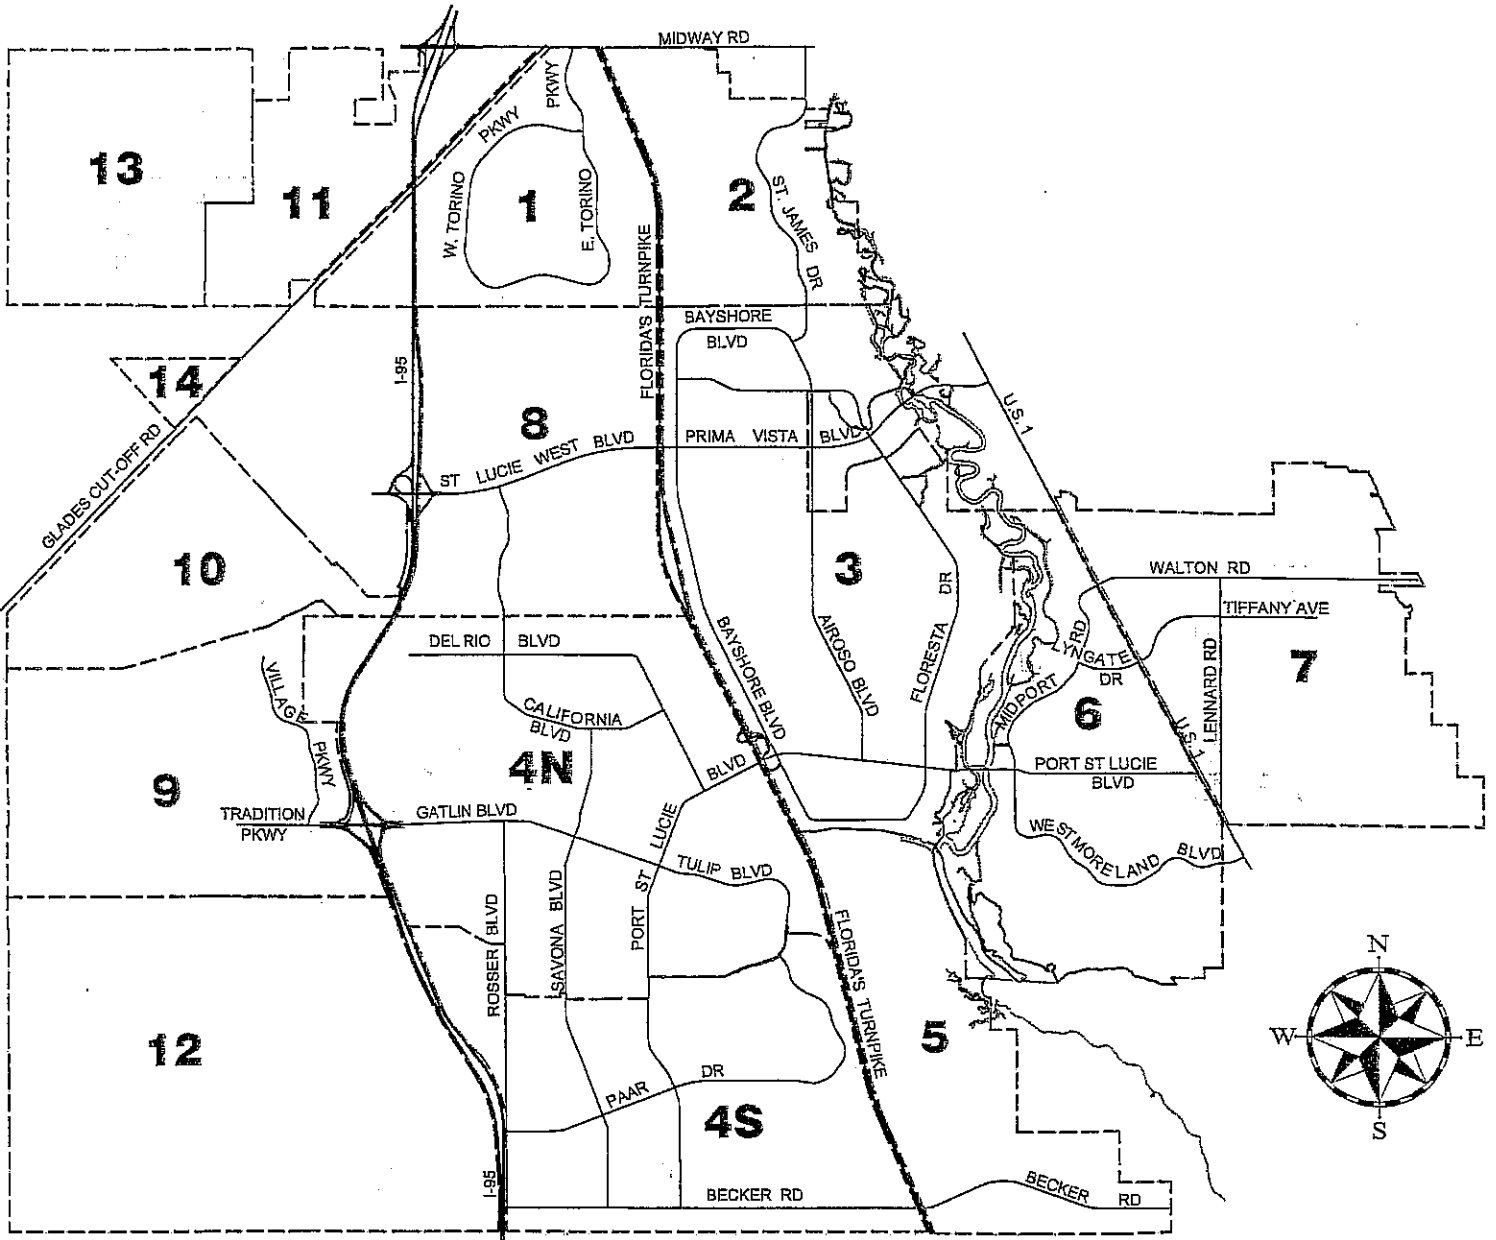 MIDWAY RD
PKWY
PKWY
13
11
1
2
W. TORINO
E. TORINO
ST. JAMES DR
FLORIDA'S TURNPIKE
BAYSHORE
BLVD
I-95
14
8
U.S. 1
GLADES CUT-OFF RD
ST LUCIE WEST BLVD
PRIMA VISTA BLVD
10
3
WALTON RD
TIFFANY AVE
DEL RIO BLVD
BAYSHORE BLVD
AIROSO BLVD
FLORESTA DR
LYNGATE
DR
RD
MIDPORT
LENNARD RD
7
VILLAGE
PKWY
CALIFORNIA
BLVD
6
U.S. 1
4N
BLVD
PORT ST LUCIE
BLVD
9
TRADITION
PKWY
GATLIN BLVD
PORT ST LUCIE
TULIP BLVD
WESTMORELAND BLVD
ROSSER BLVD
SAVONA BLVD
FLORIDA'S TURNPIKE
N
W
E
S
12
5
PAAR DR
4S
I-95
BECKER RD
BECKER RD